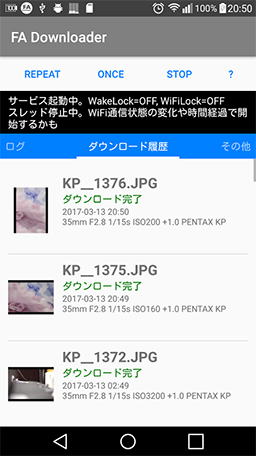 100% 20:50
FA Downloader
REPEAT ONCE STOP ?
サービス起動中。WakeLock=OFF, WiFiLock=OFF
スレッド停止中。WiFi通信状態の変化や時間経過で開
始するかも
ログ ダウンロード履歴 その他
KP__1376.JPG
ダウンロード完了
2017-03-13 20:50
35mm F2.8 1/15s ISO200 +1.0 PENTAX KP
KP__1375.JPG
ダウンロード完了
2017-03-13 20:49
35mm F2.8 1/15s ISO160 +1.0 PENTAX KP
KP__1372.JPG
ダウンロード完了
2017-03-13 02:49
35mm F2.8 1/15s ISO3200 +1.0 PENTAX KP